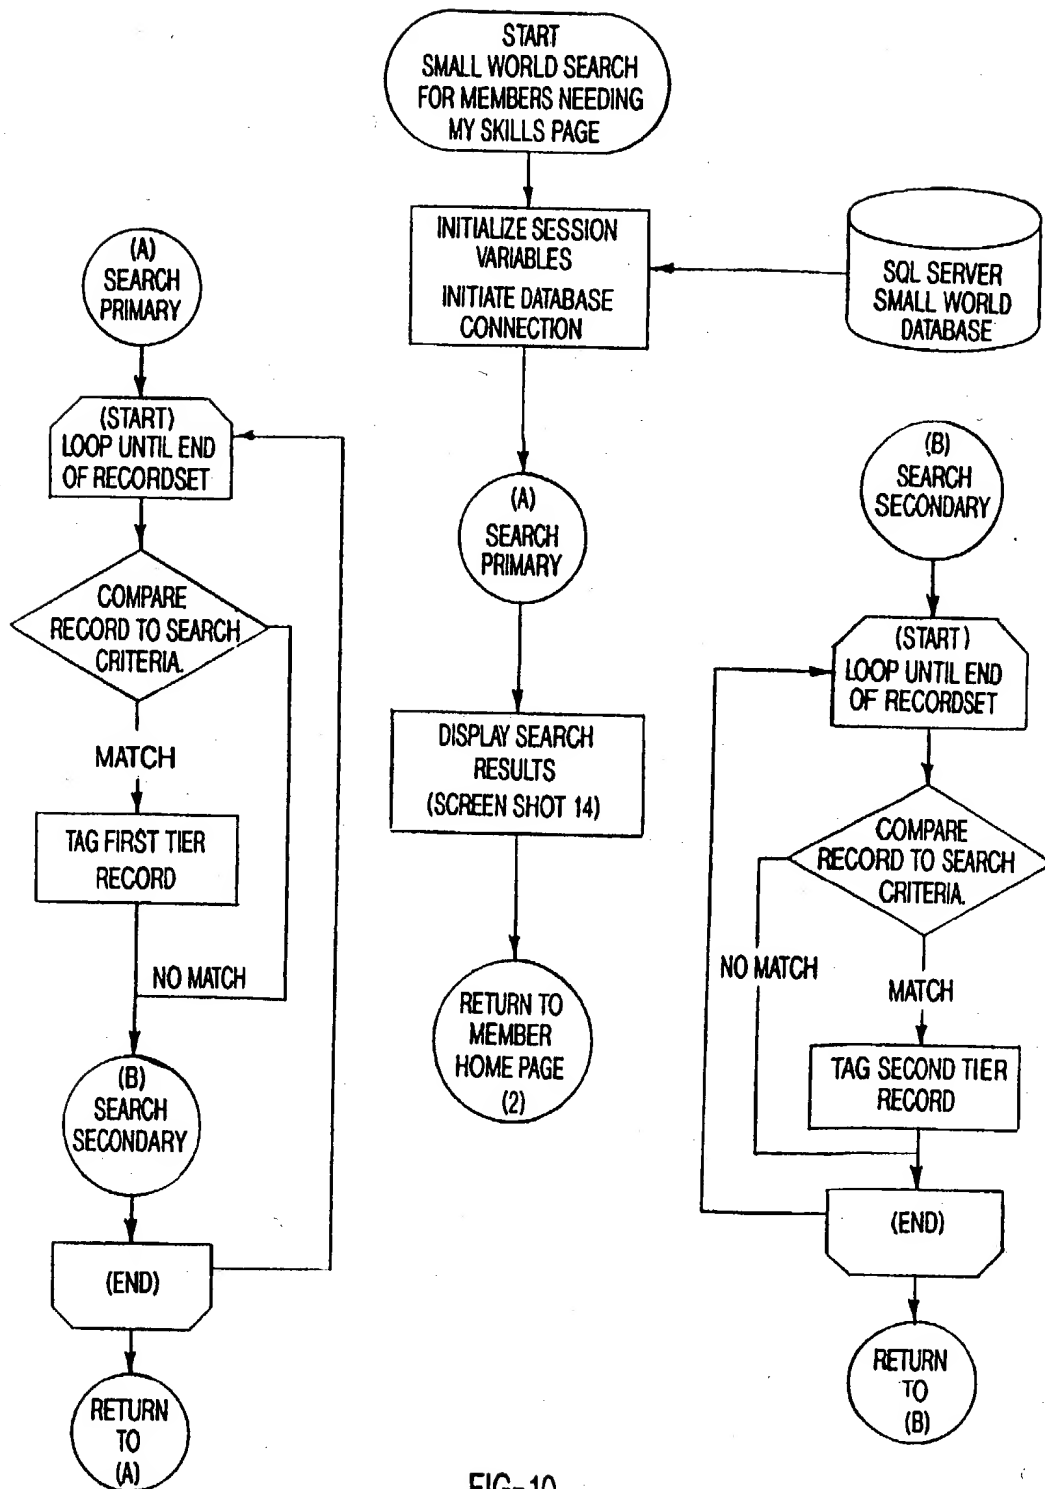 START
SMALL WORLD SEARCH
FOR MEMBERS NEEDING
MY SKILLS PAGE
INITIALIZE SESSION
VARIABLES
INITIATE DATABASE
CONNECTION
SQL SERVER
SMALL WORLD
DATABASE
(A)
SEARCH
PRIMARY
DISPLAY SEARCH
RESULTS
(SCREEN SHOT 14)
RETURN TO
MEMBER
HOME PAGE
(2)
(A)
SEARCH
PRIMARY
(START)
LOOP UNTIL END
OF RECORDSET
COMPARE
RECORD TO SEARCH
CRITERIA.
MATCH
TAG FIRST TIER
RECORD
NO MATCH
(B)
SEARCH
SECONDARY
(END)
RETURN
TO
(A)
(B)
SEARCH
SECONDARY
(START)
LOOP UNTIL END
OF RECORDSET
COMPARE
RECORD TO SEARCH
CRITERIA.
NO MATCH
MATCH
TAG SECOND TIER
RECORD
(END)
RETURN
TO
(B)
FIG-10